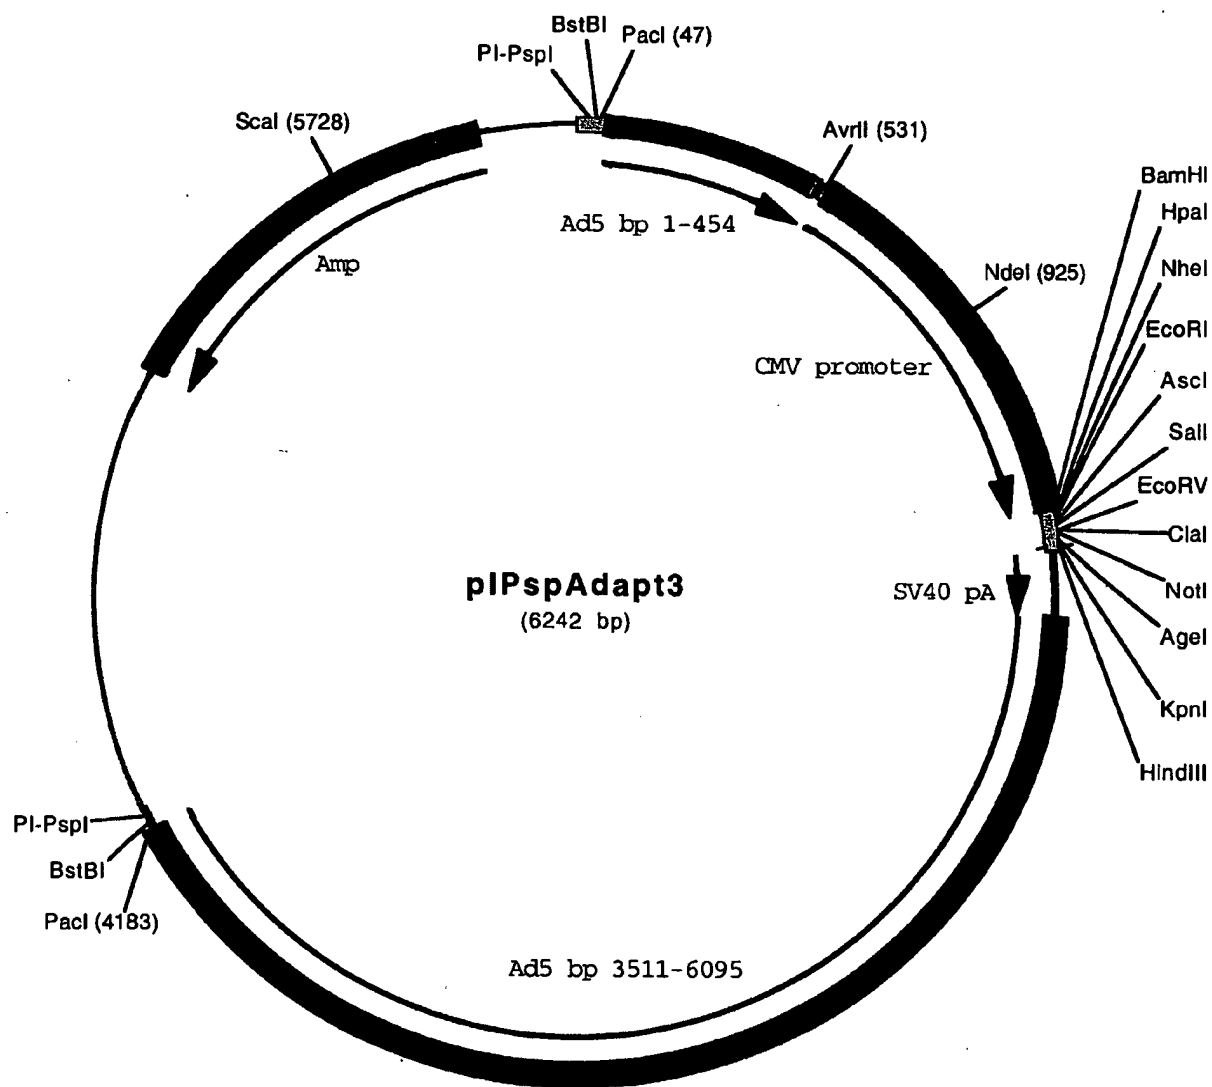 BstBI
PacI (47)
PI-PspI
ScaI (5728)
AvrII (531)
BamHI
HpaI
Ad5 bp 1-454
Amp
NheI
NdeI (925)
EcoRI
CMV promoter
AscI
SalI
EcoRV
ClaI
pIPspAdapt3
(6242 bp)
SV40 pA
NotI
AgeI
KpnI
HindIII
PI-PspI
BstBI
PacI (4183)
Ad5 bp 3511-6095